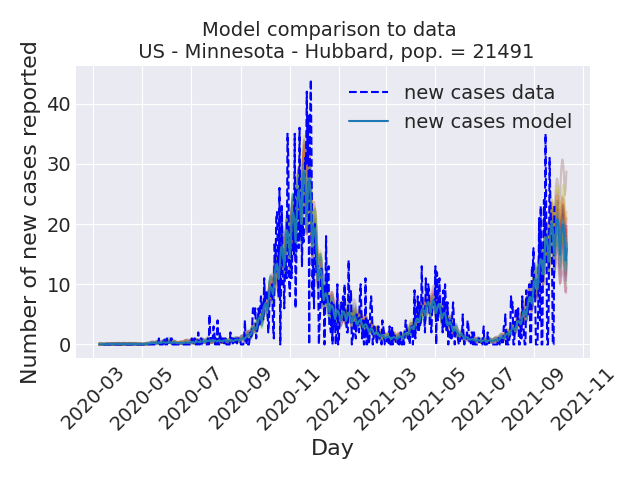 Model comparison to data
US - Minnesota - Hubbard, pop. = 21491
Number of new cases reported
40
30
20
10
0
new cases data
new cases model
2020-03
2020-05
2020-07
2020-09
2020-11
2021-01
2021-03
2021-05
2021-07
2021-09
2021-11
Day